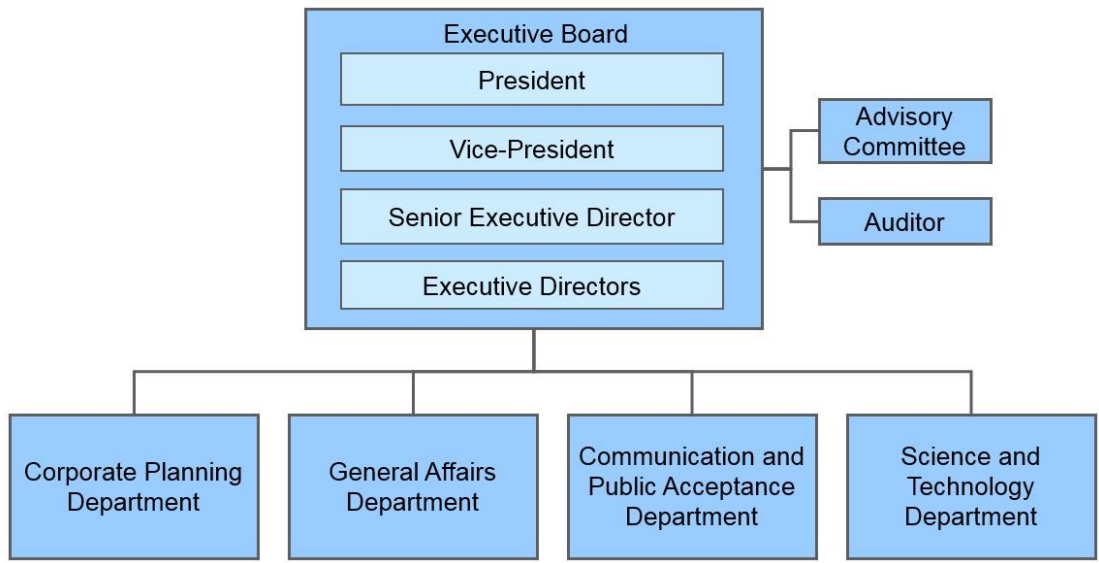 Executive Board
President
Vice-President
Senior Executive Director
Executive Directors
Advisory
Committee
Auditor
Corporate Planning
Department
General Affairs
Department
Communication and
Public Acceptance
Department
Science and
Technology
Department